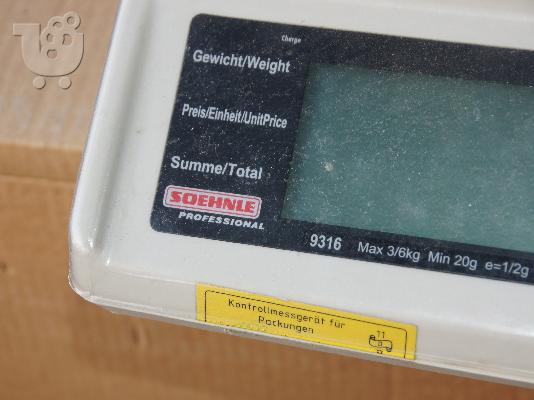 Charge
Gewicht/Weight
Preis/Einheit/UnitPrice
Summe/Total
SOEHNLE
PROFESSIONAL
9316 Max 3/6kg Min 20g e=1/2g
Kontrollmessgerät für
Packungen
11